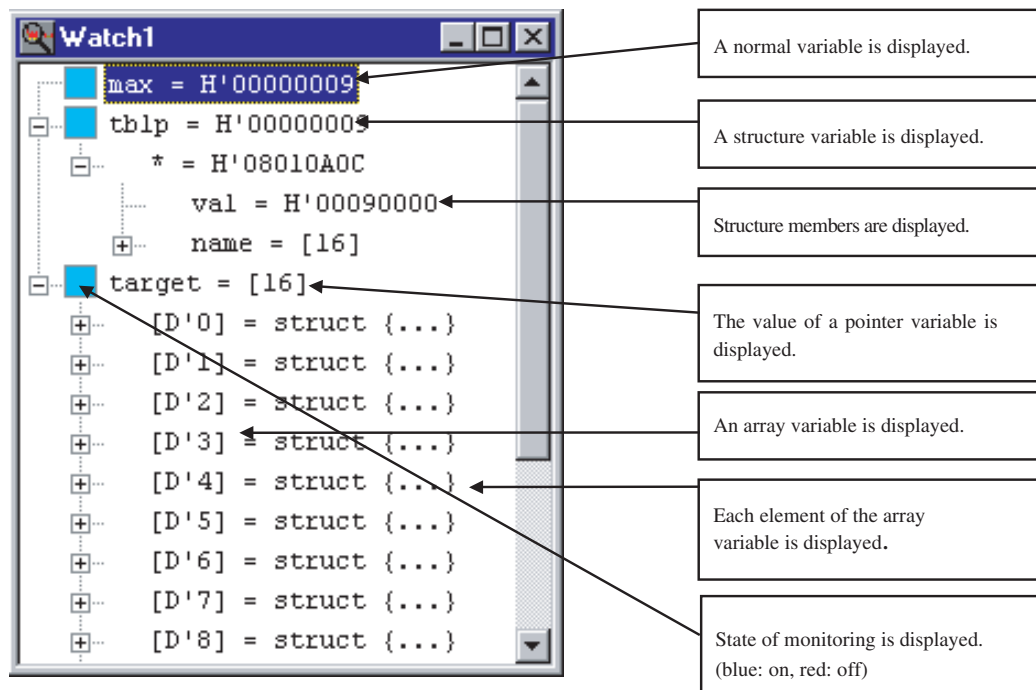 Watch1
max = H'00000009
tblp = H'00000009
* = H'08010A0C
val = H'00090000
name = [16]
target = [16]
[D'0] = struct {...}
[D'1] = struct {...}
[D'2] = struct {...}
[D'3] = struct {...}
[D'4] = struct {...}
[D'5] = struct {...}
[D'6] = struct {...}
[D'7] = struct {...}
[D'8] = struct {...}
A normal variable is displayed.
A structure variable is displayed.
Structure members are displayed.
The value of a pointer variable is
displayed.
An array variable is displayed.
Each element of the array
variable is displayed.
State of monitoring is displayed.
(blue: on, red: off)